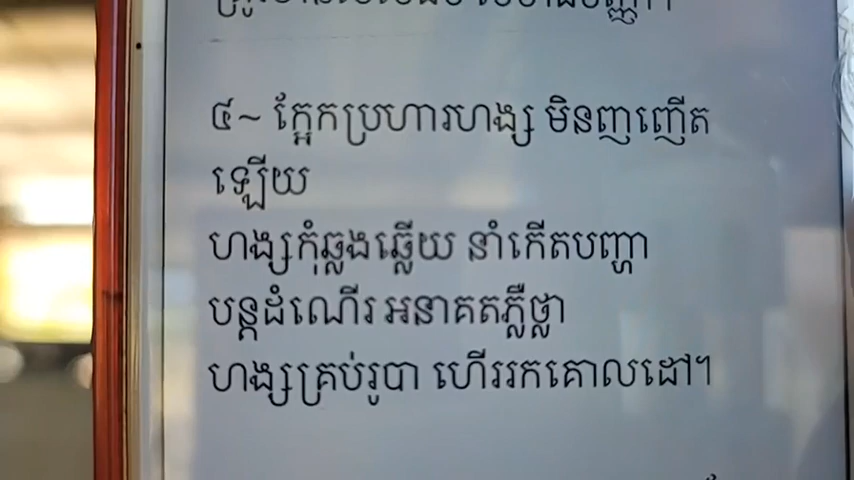 ៤~ ក្អែកប្រហារហង្ស មិនញញើត
ឡើយ
ហង្សកុំឆ្លងឆ្លើយ នាំកើតបញ្ហា
បន្តដំណើរ អនាគតភ្លឺថ្លា
ហង្សគ្រប់រូបា ហើររកគោលដៅ។